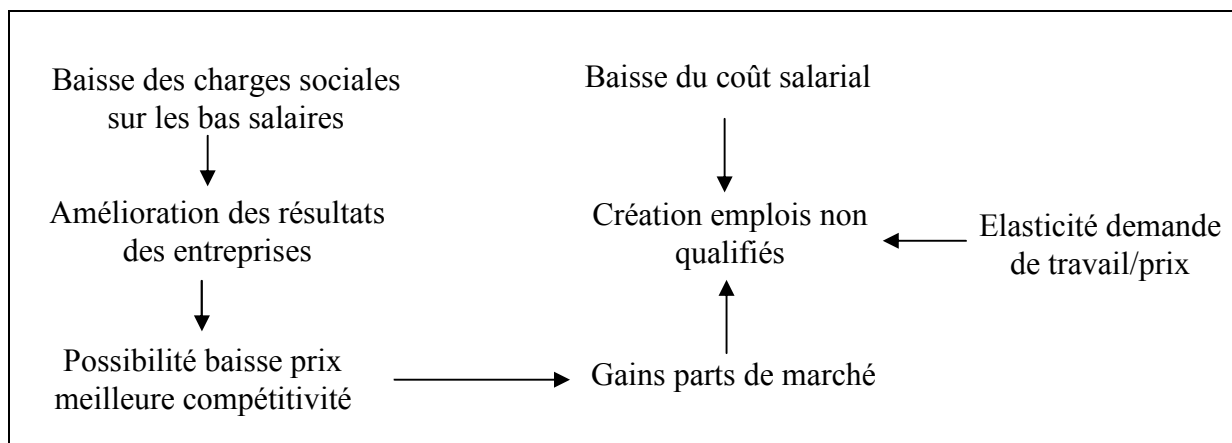 Baisse des charges sociales
sur les bas salaires
Baisse du coût salarial
Amélioration des résultats
des entreprises
Création emplois non
qualifiés
Elasticité demande
de travail/prix
Possibilité baisse prix
meilleure compétitivité
Gains parts de marché